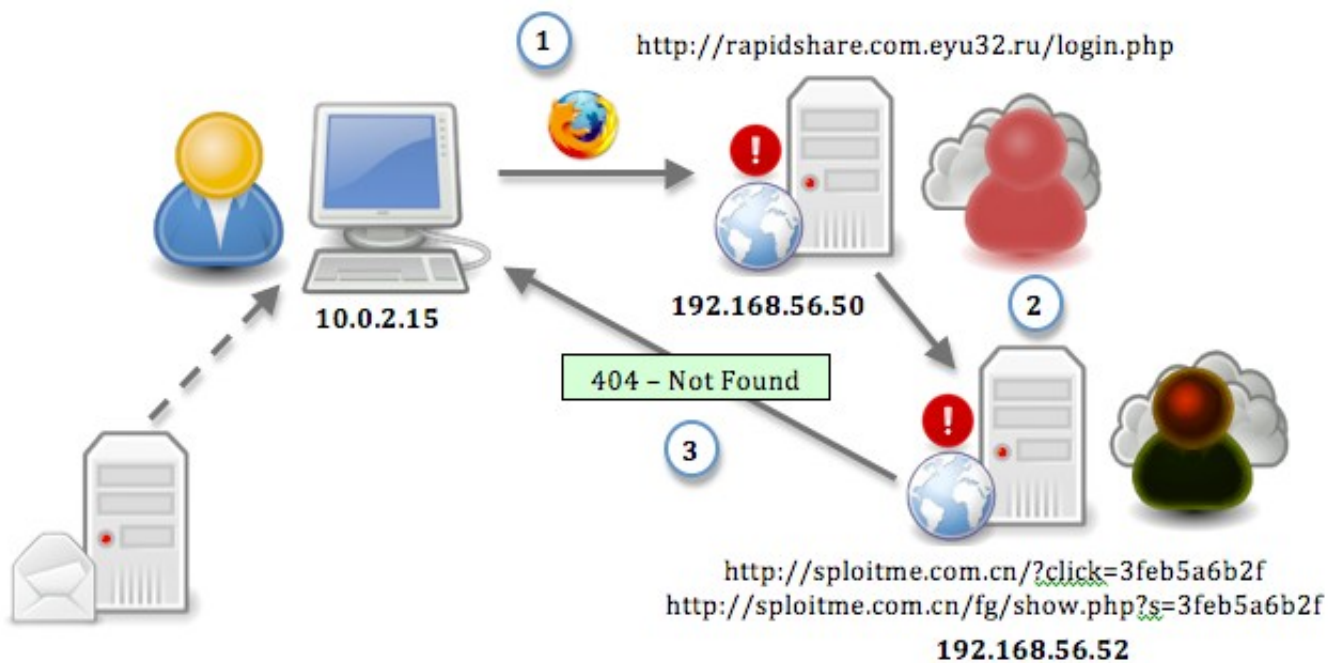 1
http://rapidshare.com.eyu32.ru/login.php
!
10.0.2.15
192.168.56.50
2
404 – Not Found
!
3
http://sploitme.com.cn/?click=3feb5a6b2f
http://sploitme.com.cn/fg/show.php?s=3feb5a6b2f
192.168.56.52